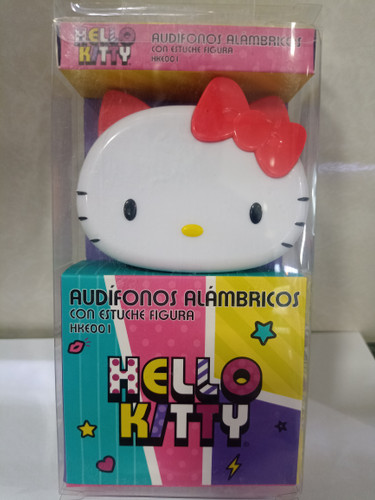 HELLO
KITTY
AUDÍFONOS ALÁMBRICOS
CON ESTUCHE FIGURA
HKE001
AUDÍFONOS ALÁMBRICOS
CON ESTUCHE FIGURA
HKE001
HELLO
KITTY